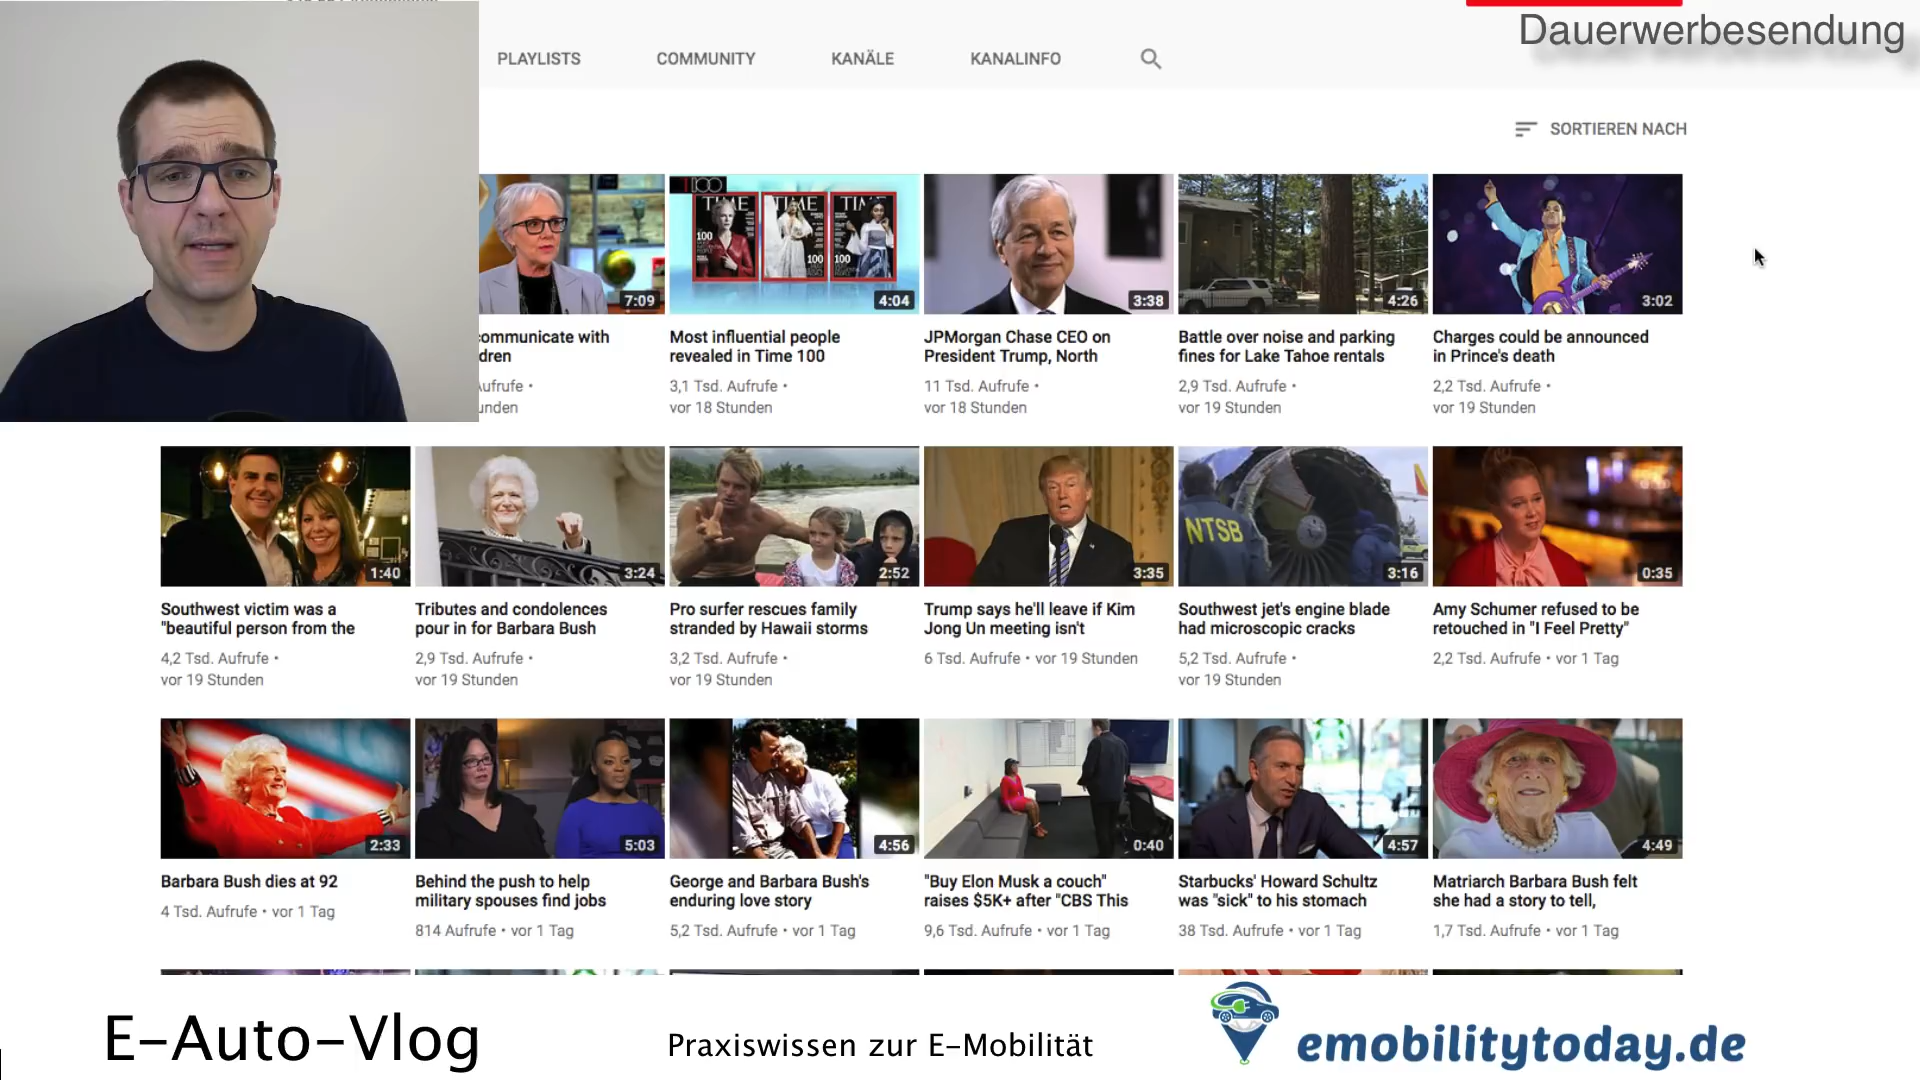 Dauerwerbesendung
PLAYLISTS
COMMUNITY
KANÄLE
KANALINFO
SORTIEREN NACH
7:09
100
TIME
TIME
TIM
100
100
100
4:04
3:38
4:26
3:02
communicate with
dren
Aufrufe •
unden
Most influential people
revealed in Time 100
3,1 Tsd. Aufrufe •
vor 18 Stunden
JPMorgan Chase CEO on
President Trump, North
11 Tsd. Aufrufe •
vor 18 Stunden
Battle over noise and parking
fines for Lake Tahoe rentals
2,9 Tsd. Aufrufe •
vor 19 Stunden
Charges could be announced
in Prince's death
2,2 Tsd. Aufrufe •
vor 19 Stunden
1:40
3:24
2:52
3:35
NTSB
3:16
0:35
Southwest victim was a
"beautiful person from the
4,2 Tsd. Aufrufe •
vor 19 Stunden
Tributes and condolences
pour in for Barbara Bush
2,9 Tsd. Aufrufe •
vor 19 Stunden
Pro surfer rescues family
stranded by Hawaii storms
3,2 Tsd. Aufrufe •
vor 19 Stunden
Trump says he'll leave if Kim
Jong Un meeting isn't
6 Tsd. Aufrufe • vor 19 Stunden
Southwest jet's engine blade
had microscopic cracks
5,2 Tsd. Aufrufe •
vor 19 Stunden
Amy Schumer refused to be
retouched in "I Feel Pretty"
2,2 Tsd. Aufrufe • vor 1 Tag
2:33
5:03
4:56
0:40
4:57
4:49
Barbara Bush dies at 92
4 Tsd. Aufrufe • vor 1 Tag
Behind the push to help
military spouses find jobs
814 Aufrufe • vor 1 Tag
George and Barbara Bush's
enduring love story
5,2 Tsd. Aufrufe • vor 1 Tag
"Buy Elon Musk a couch"
raises $5K+ after "CBS This
9,6 Tsd. Aufrufe • vor 1 Tag
Starbucks' Howard Schultz
was "sick" to his stomach
38 Tsd. Aufrufe • vor 1 Tag
Matriarch Barbara Bush felt
she had a story to tell,
1,7 Tsd. Aufrufe • vor 1 Tag
E-Auto-Vlog
Praxiswissen zur E-Mobilität
emobilitytoday.de